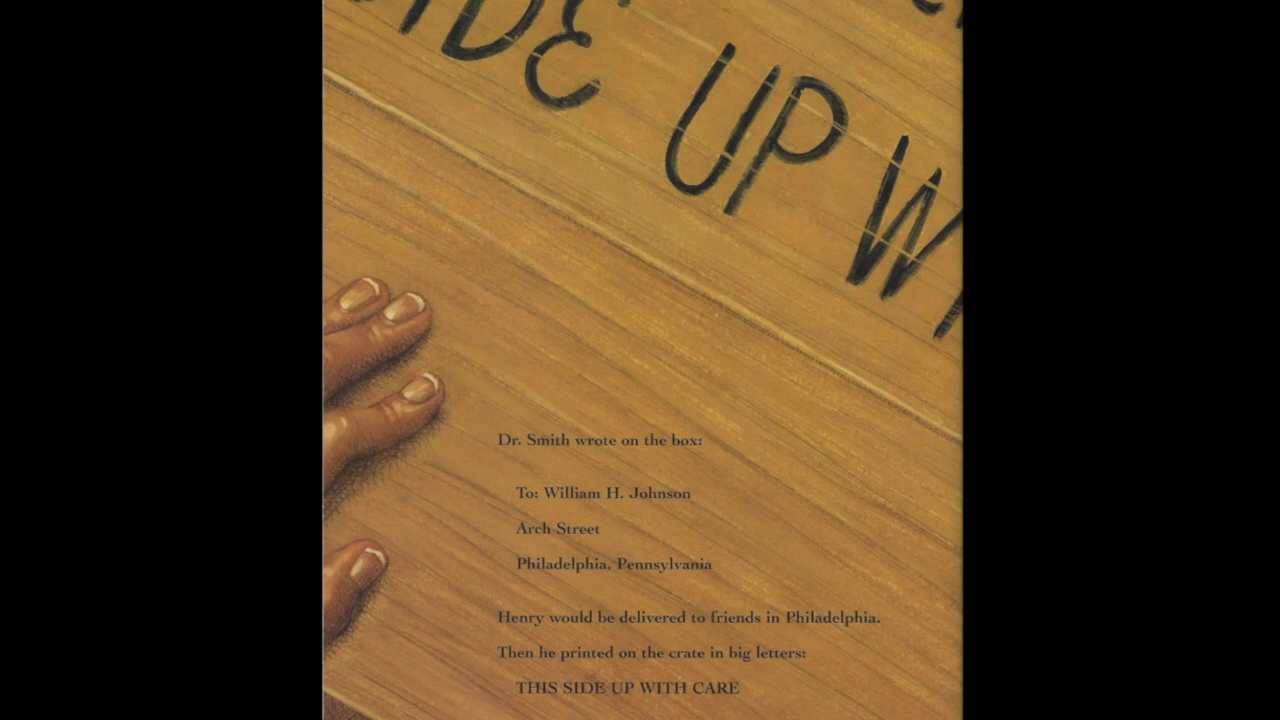 IDE UP W
Dr. Smith wrote on the box:
To: William H. Johnson
Arch Street
Philadelphia, Pennsylvania
Henry would be delivered to friends in Philadelphia.
Then he printed on the crate in big letters:
THIS SIDE UP WITH CARE